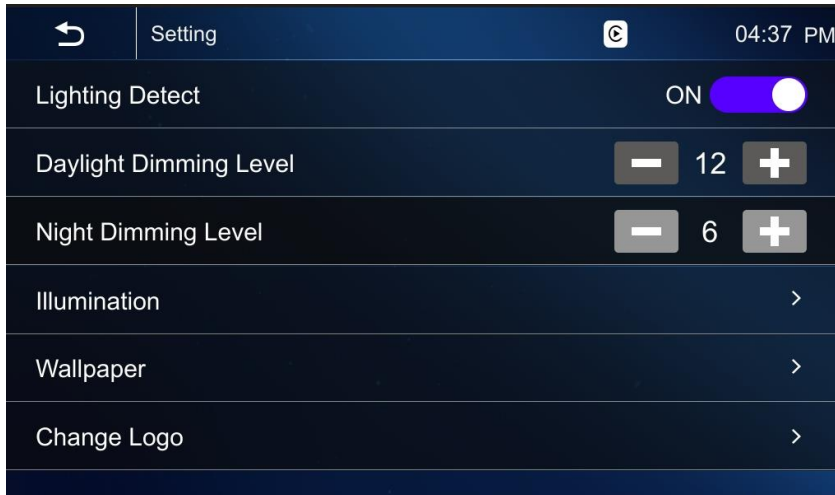 Setting 04:37 PM
Lighting Detect ON
Daylight Dimming Level 12
Night Dimming Level 6
Illumination
Wallpaper
Change Logo